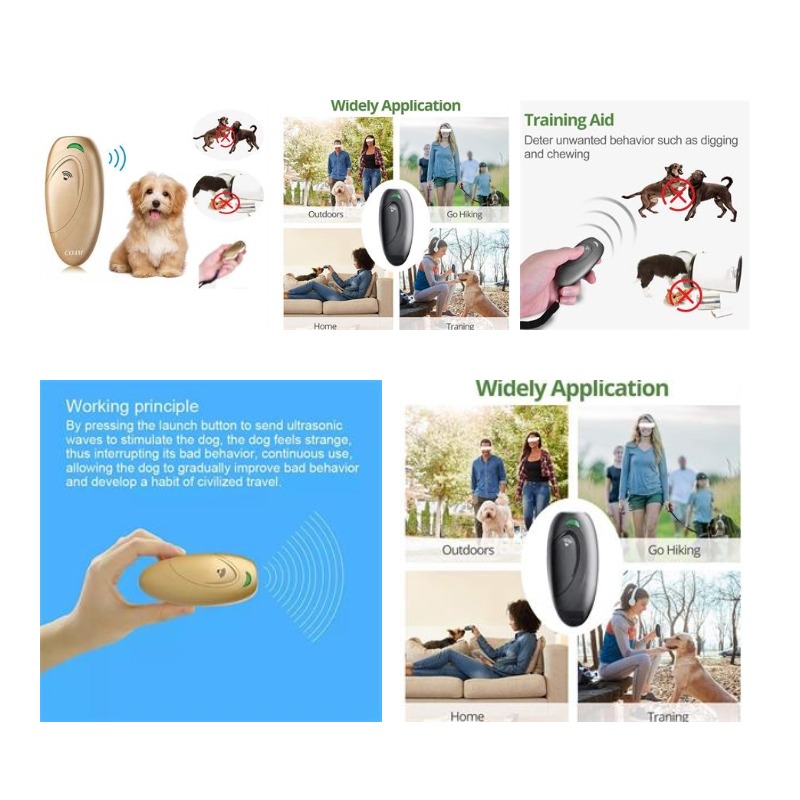 Widely Application
Outdoors
Go Hiking
Home
Traning
Training Aid
Deter unwanted behavior such as digging
and chewing
Working principle
By pressing the launch button to send ultrasonic
waves to stimulate the dog, the dog feels strange,
thus interrupting its bad behavior, continuous use,
allowing the dog to gradually improve bad behavior
and develop a habit of civilized travel.
Widely Application
Outdoors
Go Hiking
Home
Traning